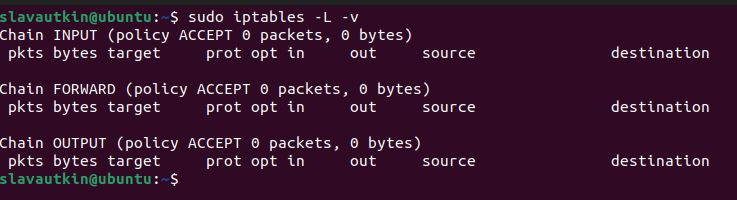 slavautkin@ubuntu:~$ sudo iptables -L -v
Chain INPUT (policy ACCEPT 0 packets, 0 bytes)
 pkts bytes target     prot opt in     out     source               destination

Chain FORWARD (policy ACCEPT 0 packets, 0 bytes)
 pkts bytes target     prot opt in     out     source               destination

Chain OUTPUT (policy ACCEPT 0 packets, 0 bytes)
 pkts bytes target     prot opt in     out     source               destination
slavautkin@ubuntu:~$